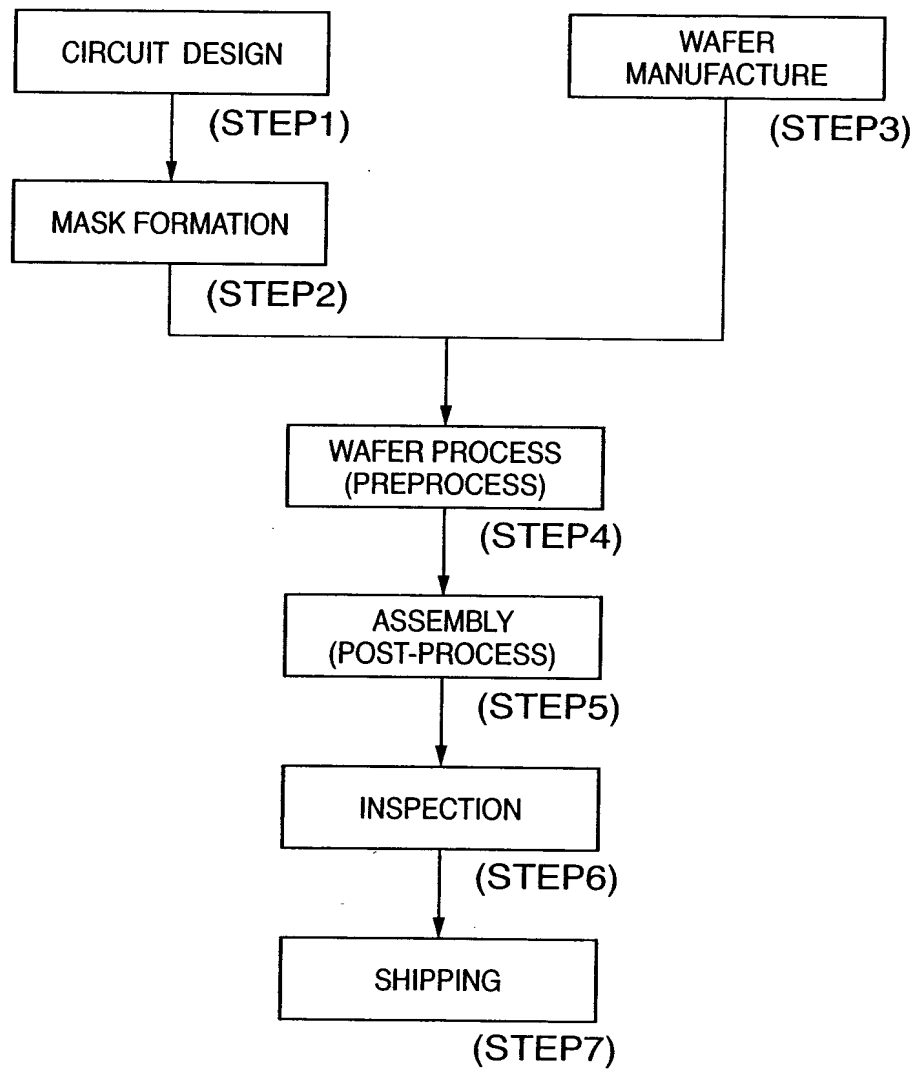 CIRCUIT DESIGN
(STEP1)
WAFER
MANUFACTURE
(STEP3)
MASK FORMATION
(STEP2)
WAFER PROCESS
(PREPROCESS)
(STEP4)
ASSEMBLY
(POST-PROCESS)
(STEP5)
INSPECTION
(STEP6)
SHIPPING
(STEP7)